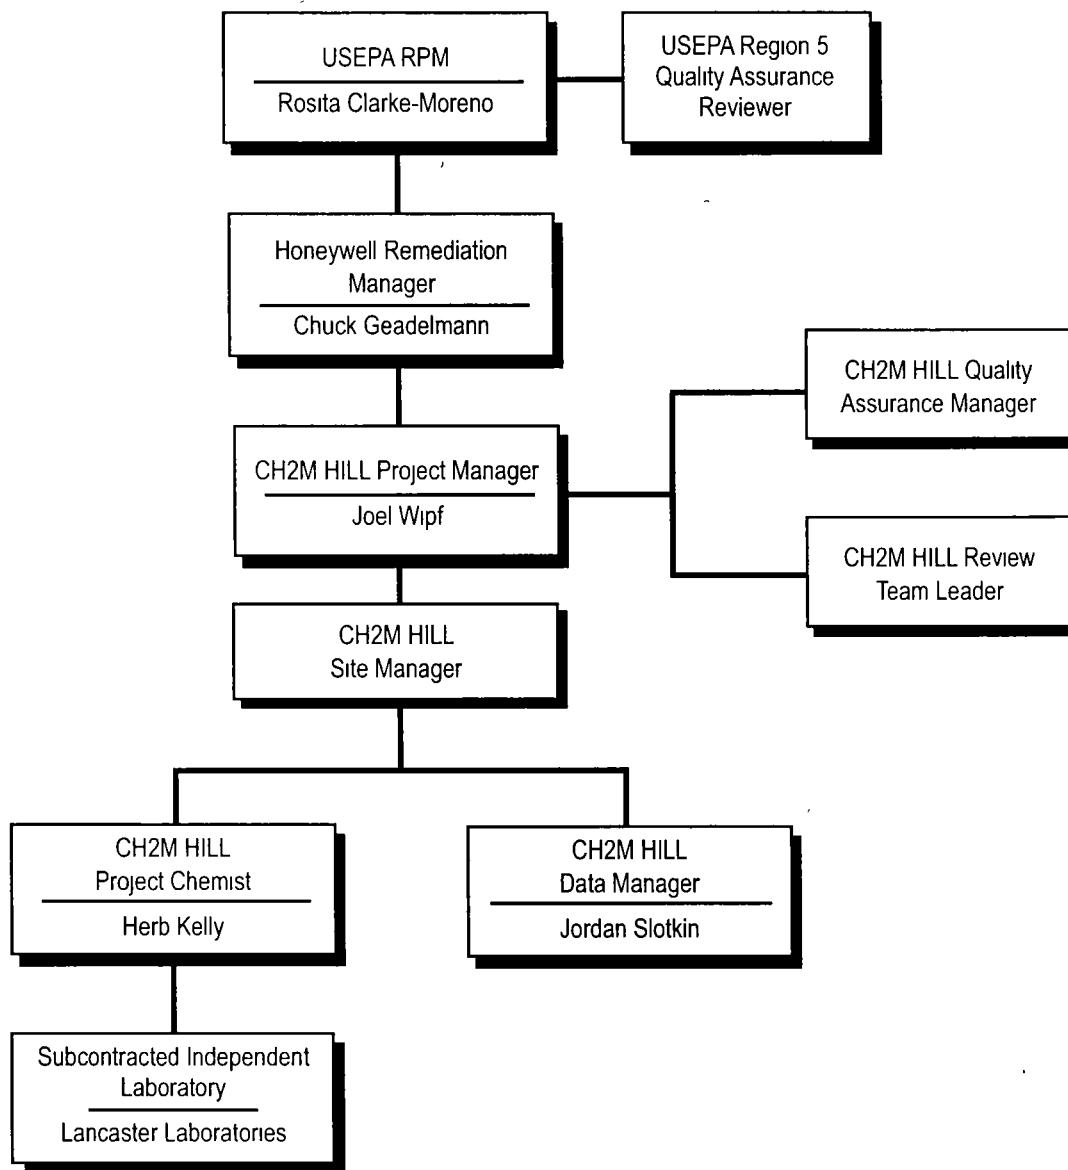 USEPA RPM
Rosita Clarke-Moreno
USEPA Region 5
Quality Assurance
Reviewer
Honeywell Remediation
Manager
Chuck Geadelmann
CH2M HILL Quality
Assurance Manager
CH2M HILL Project Manager
Joel Wipf
CH2M HILL Review
Team Leader
CH2M HILL
Site Manager
CH2M HILL
Project Chemist
Herb Kelly
CH2M HILL
Data Manager
Jordan Slotkin
Subcontracted Independent
Laboratory
Lancaster Laboratories